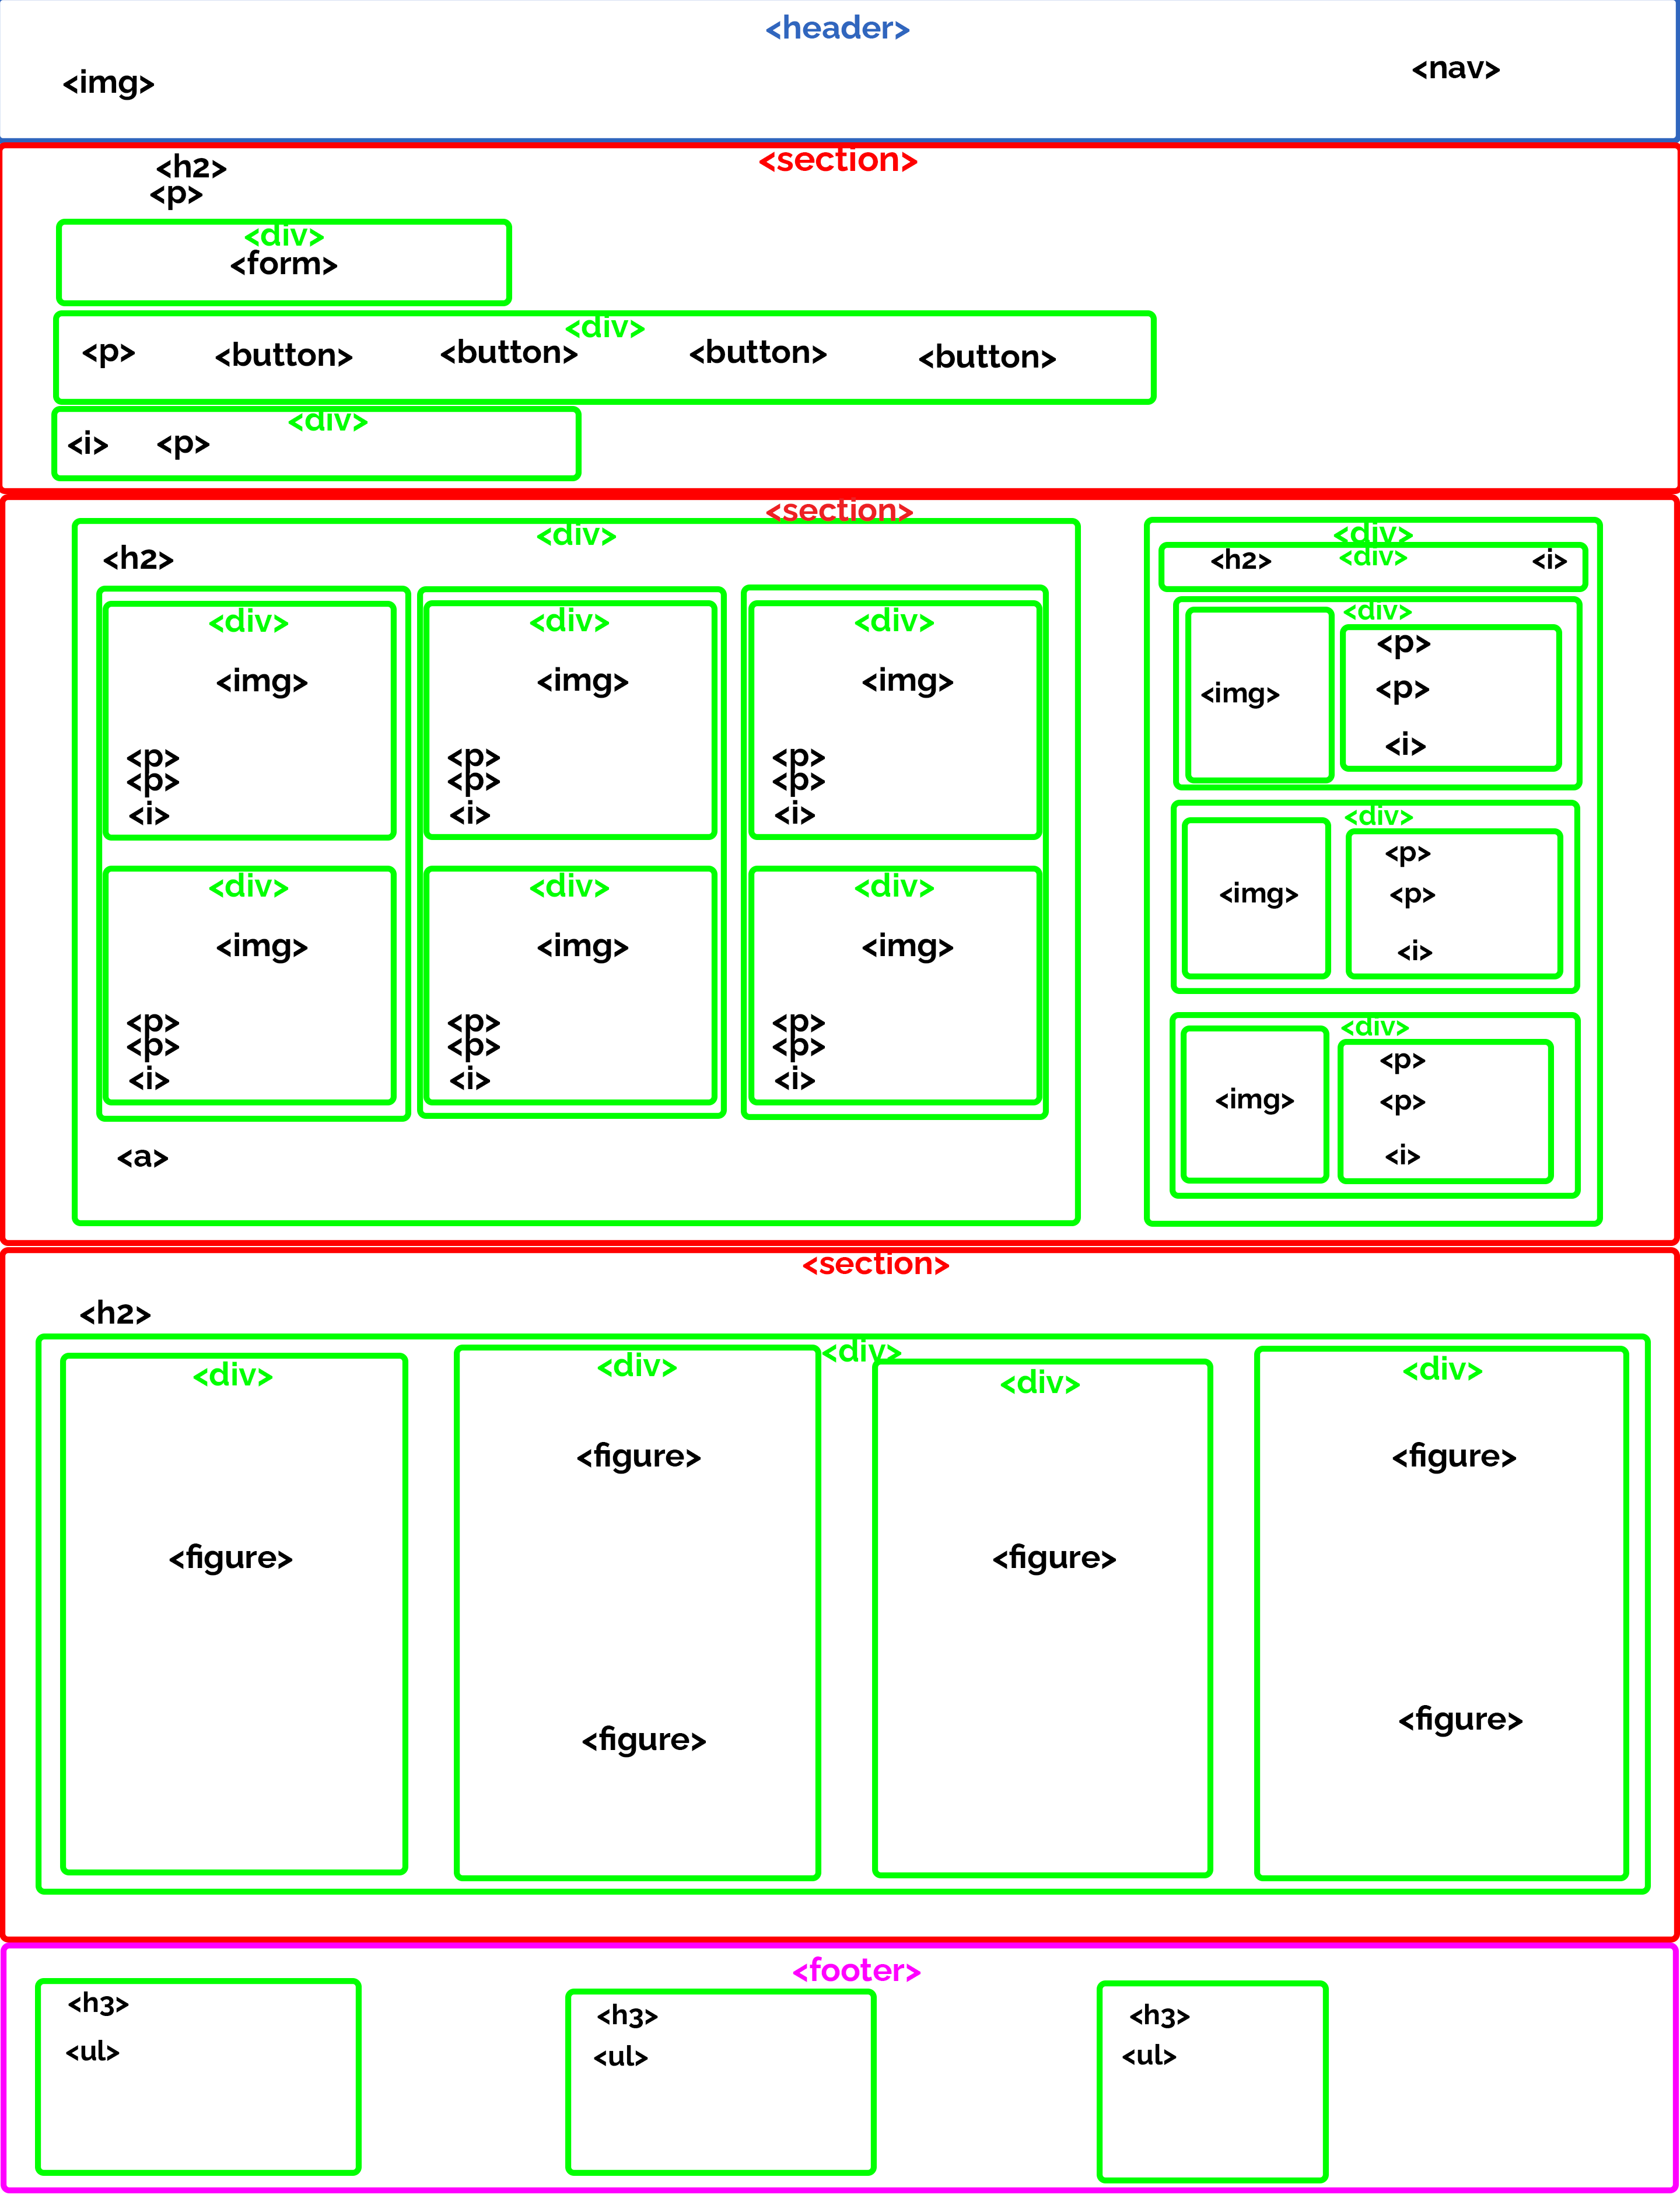 <header>
<img>
<nav>
<section>
<h2>
<p>
<div>
<form>
<div>
<p> <button> <button> <button> <button>
<div>
<i> <p>
<section>
<div>
<h2>
<div>
<img>
<p>
<p>
<i>
<div>
<img>
<p>
<p>
<i>
<div>
<img>
<p>
<p>
<i>
<div>
<img>
<p>
<p>
<i>
<div>
<img>
<p>
<p>
<i>
<div>
<img>
<p>
<p>
<i>
<a>
<div>
<h2> <div> <i>
<div>
<img>
<p>
<p>
<i>
<div>
<img>
<p>
<p>
<i>
<div>
<img>
<p>
<p>
<i>
<section>
<h2>
<div>
<div>
<figure>
<div>
<figure>
<figure>
<div>
<figure>
<div>
<figure>
<figure>
<footer>
<h3>
<ul>
<h3>
<ul>
<h3>
<ul>